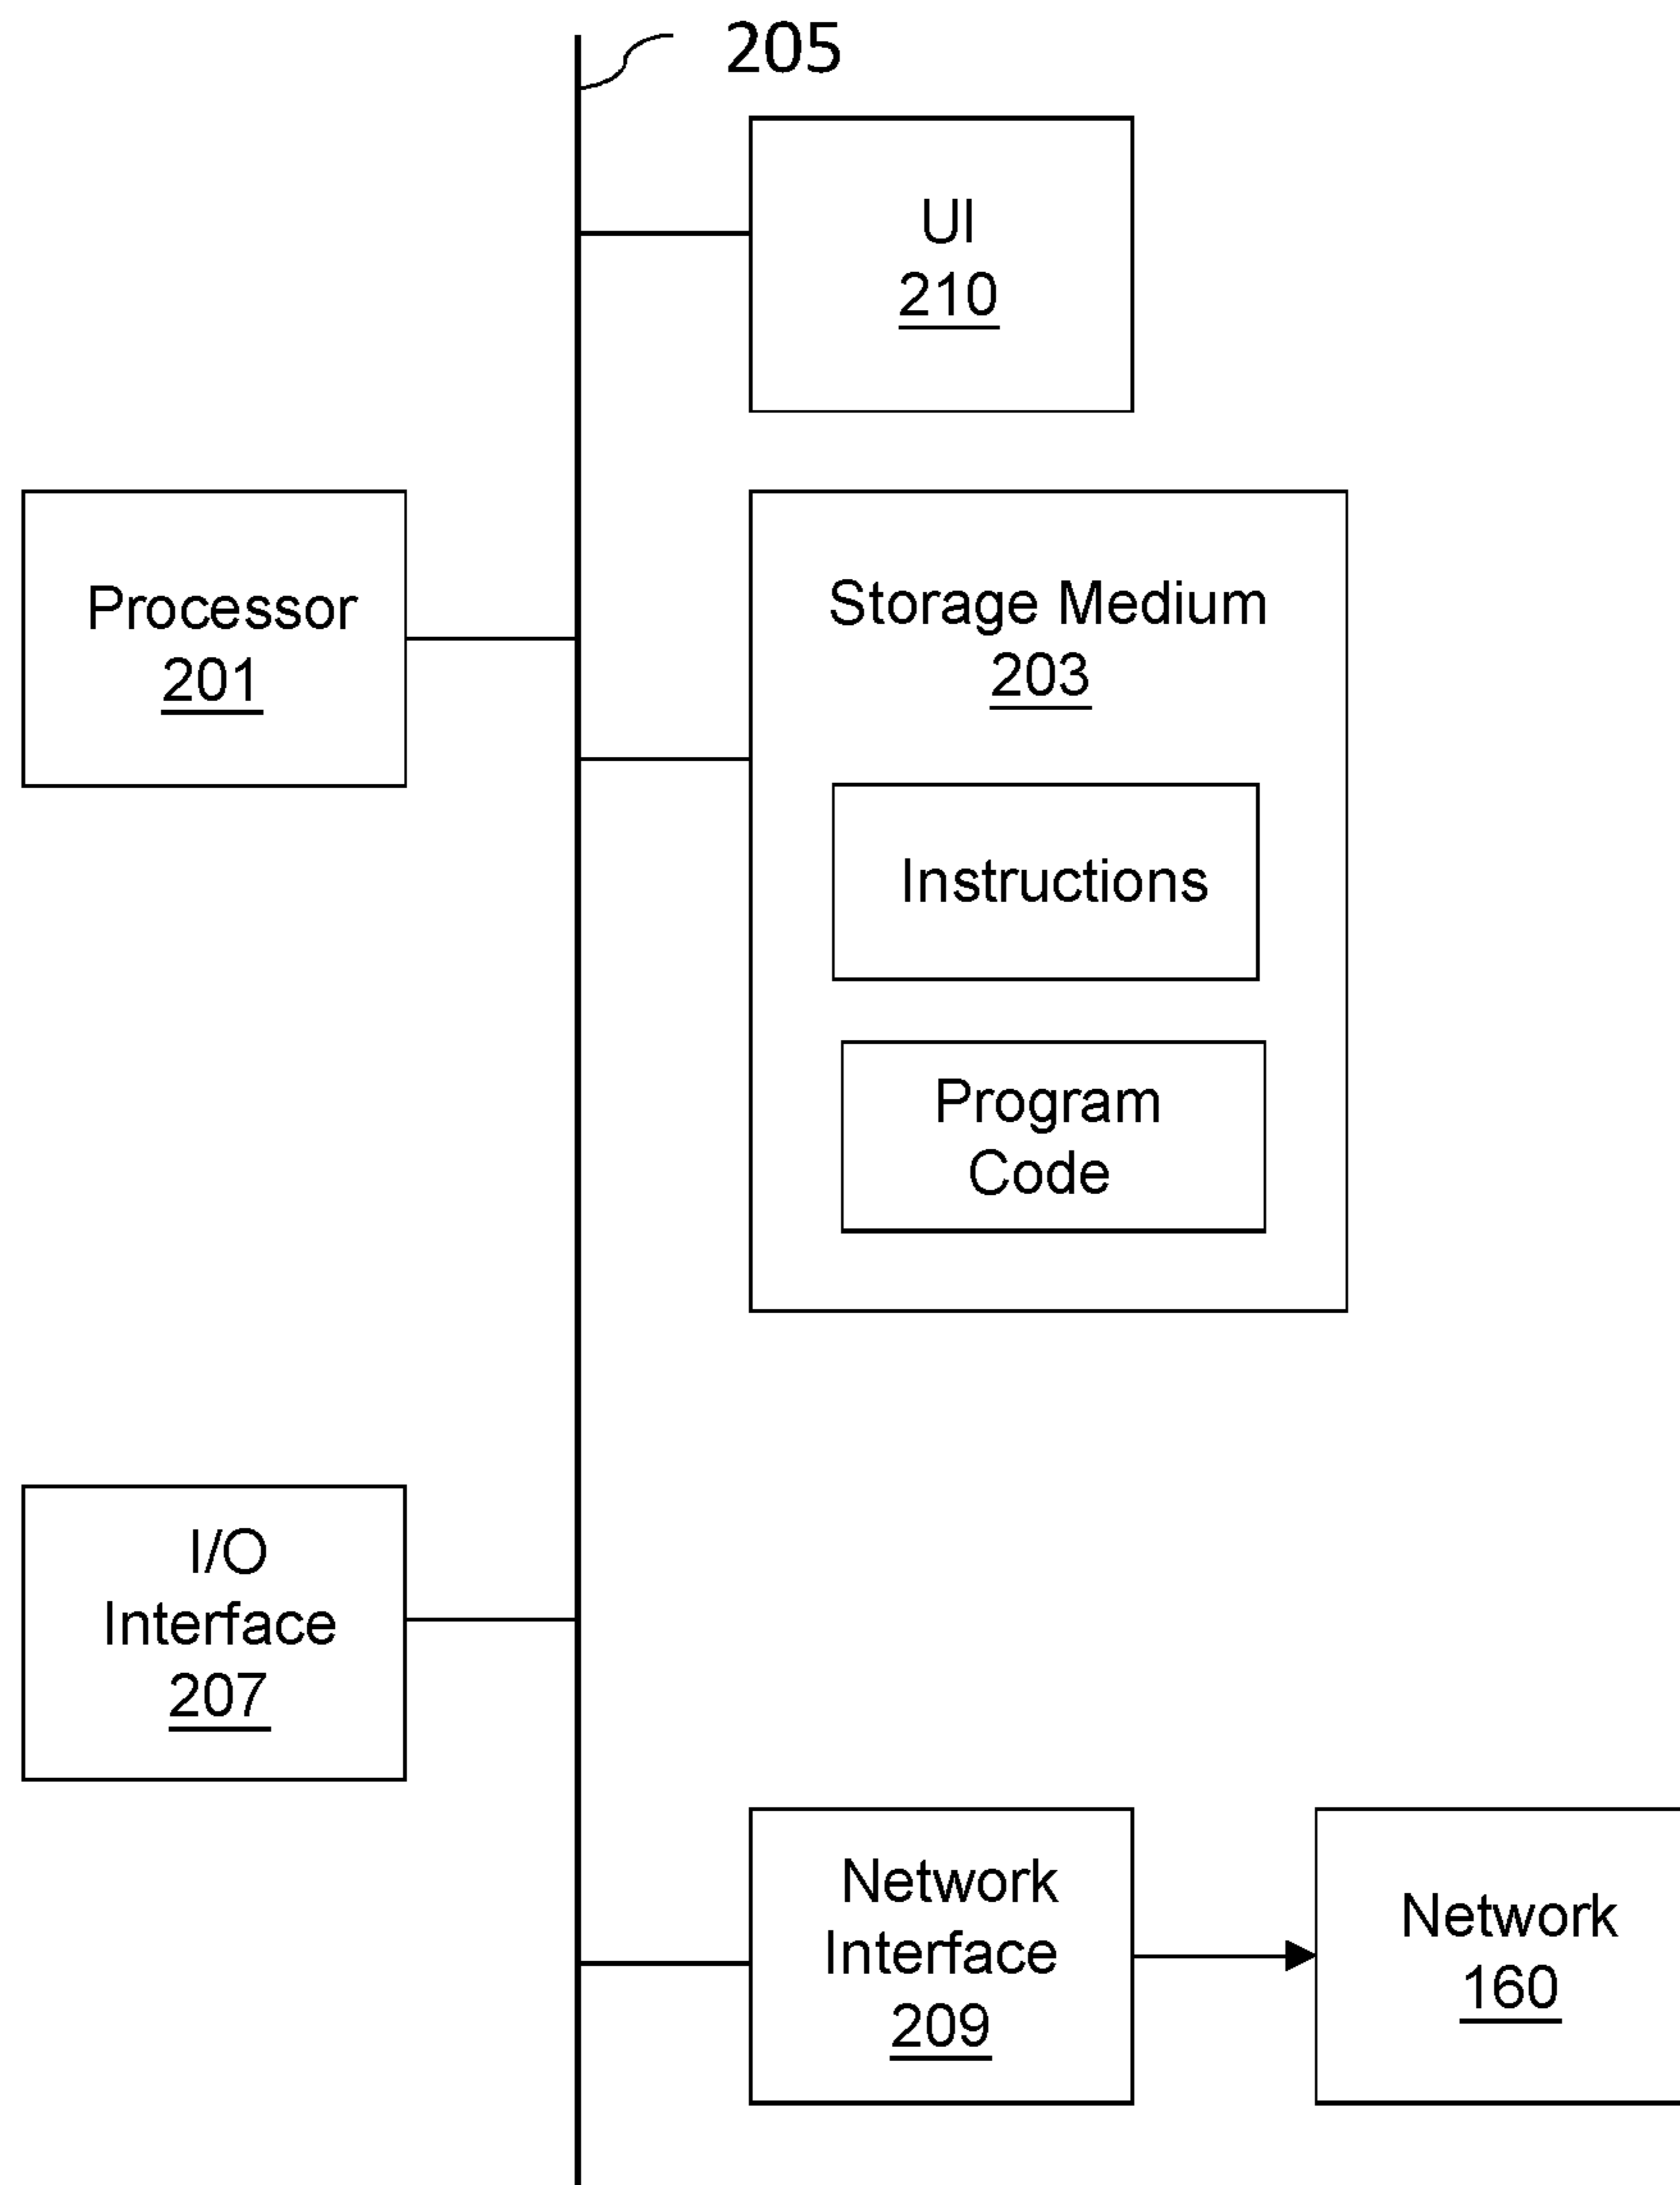 205
UI
210
Processor
201
Storage Medium
203
Instructions
Program
Code
I/O
Interface
207
Network
Interface
209
Network
160